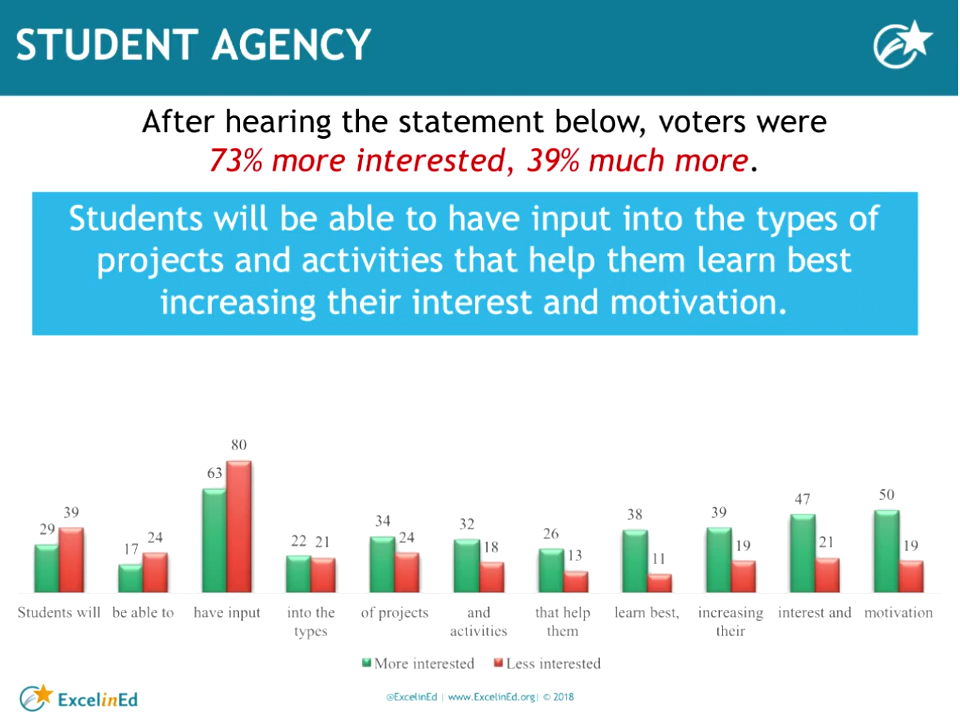 STUDENT AGENCY
After hearing the statement below, voters were
73% more interested, 39% much more.
Students will be able to have input into the types of
projects and activities that help them learn best
increasing their interest and motivation.
29 39 17 24 63 80 22 21 34 24 32 18 26 13 38 11 39 19 47 21 50 19
Students will be able to have input into the of projects and that help learn best, increasing interest and motivation
types activities them their
More interested Less interested
ExcelinEd @ExcelinEd | www.ExcelinEd.org| © 2018